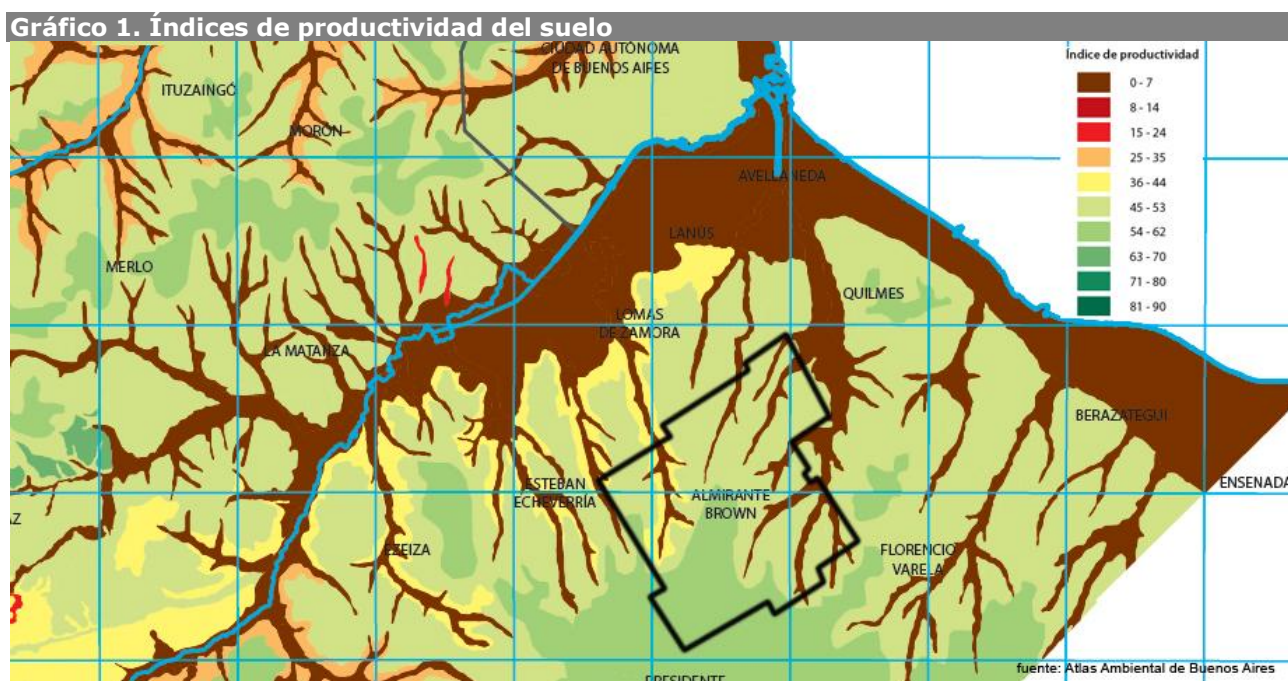 Gráfico 1. Índices de productividad del suelo
CIUDAD AUTÓNOMA
DE BUENOS AIRES
Índice de productividad
0 - 7
8 - 14
15 - 24
25 - 35
36 - 44
45 - 53
54 - 62
63 - 70
71 - 80
81 - 90
ITUZAINGÓ
MORÓN
AVELLANEDA
LANÚS
MERLO
QUILMES
LOMAS
DE ZAMORA
LA MATANZA
BERAZATEGUI
ESTEBAN
ECHEVERRÍA
ALMIRANTE
BROWN
ENSENADA
AZ
EZEIZA
FLORENCIO
VARELA
fuente: Atlas Ambiental de Buenos Aires
PRESIDENTE